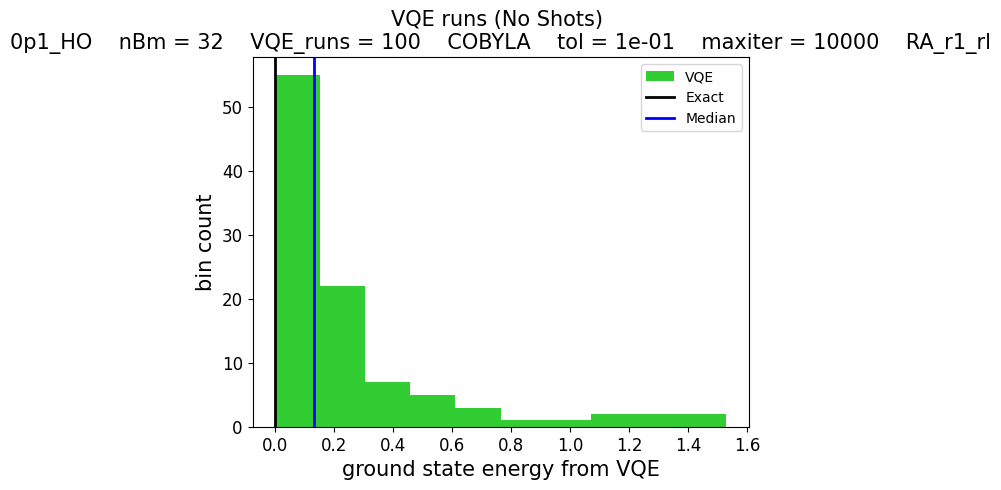 VQE runs (No Shots)
0p1_HO    nBm = 32    VQE_runs = 100    COBYLA    tol = 1e-01    maxiter = 10000    RA_r1_rl
VQE
Exact
Median
bin count
50
40
30
20
10
0
0.0 0.2 0.4 0.6 0.8 1.0 1.2 1.4 1.6
ground state energy from VQE